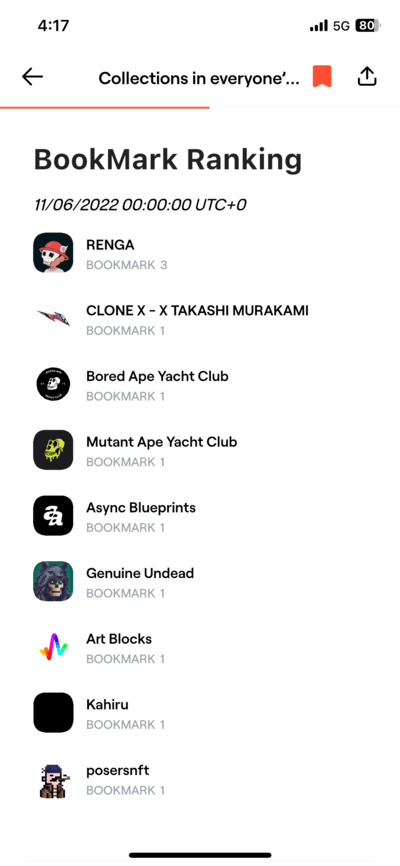 4:17
5G 80
Collections in everyone'...
BookMark Ranking
11/06/2022 00:00:00 UTC+0
RENGA
BOOKMARK 3
CLONE X - X TAKASHI MURAKAMI
BOOKMARK 1
Bored Ape Yacht Club
BOOKMARK 1
Mutant Ape Yacht Club
BOOKMARK 1
Async Blueprints
BOOKMARK 1
Genuine Undead
BOOKMARK 1
Art Blocks
BOOKMARK 1
Kahiru
BOOKMARK 1
posersnft
BOOKMARK 1